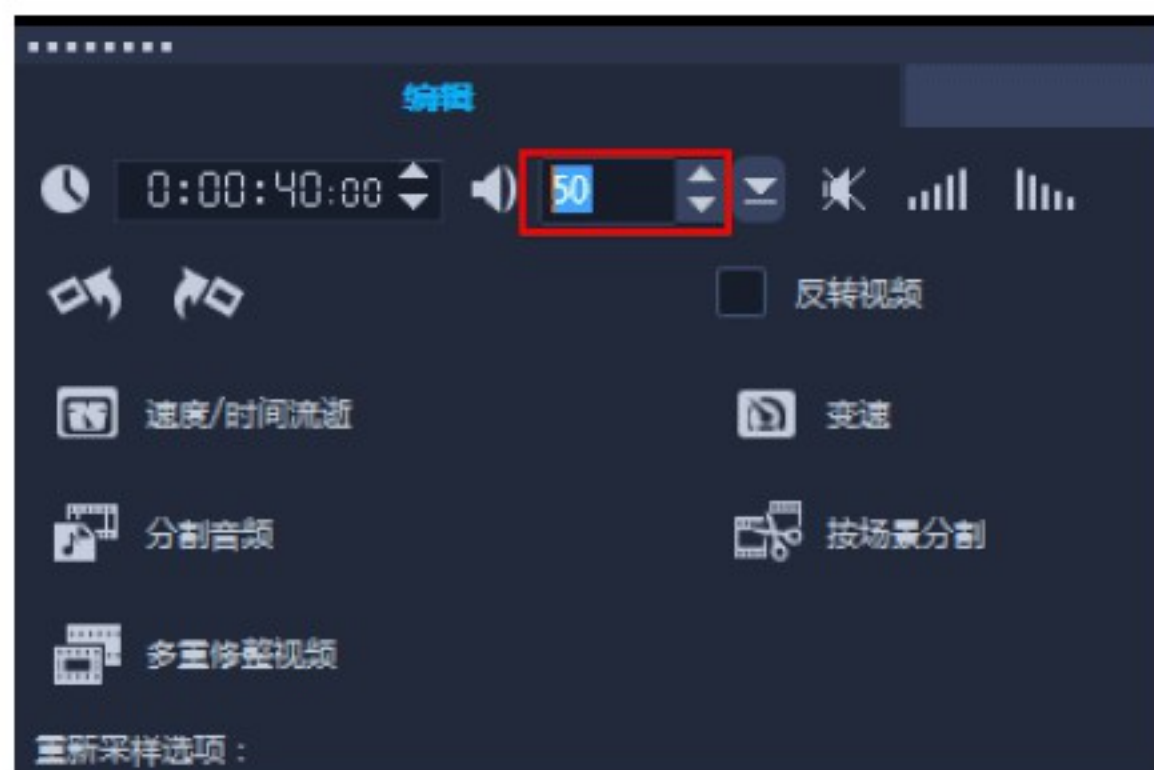 编辑
0:00:40:00 50
反转视频
速度/时间流逝 变速
分割音频 按场景分割
多重修整视频
重新采样选项：